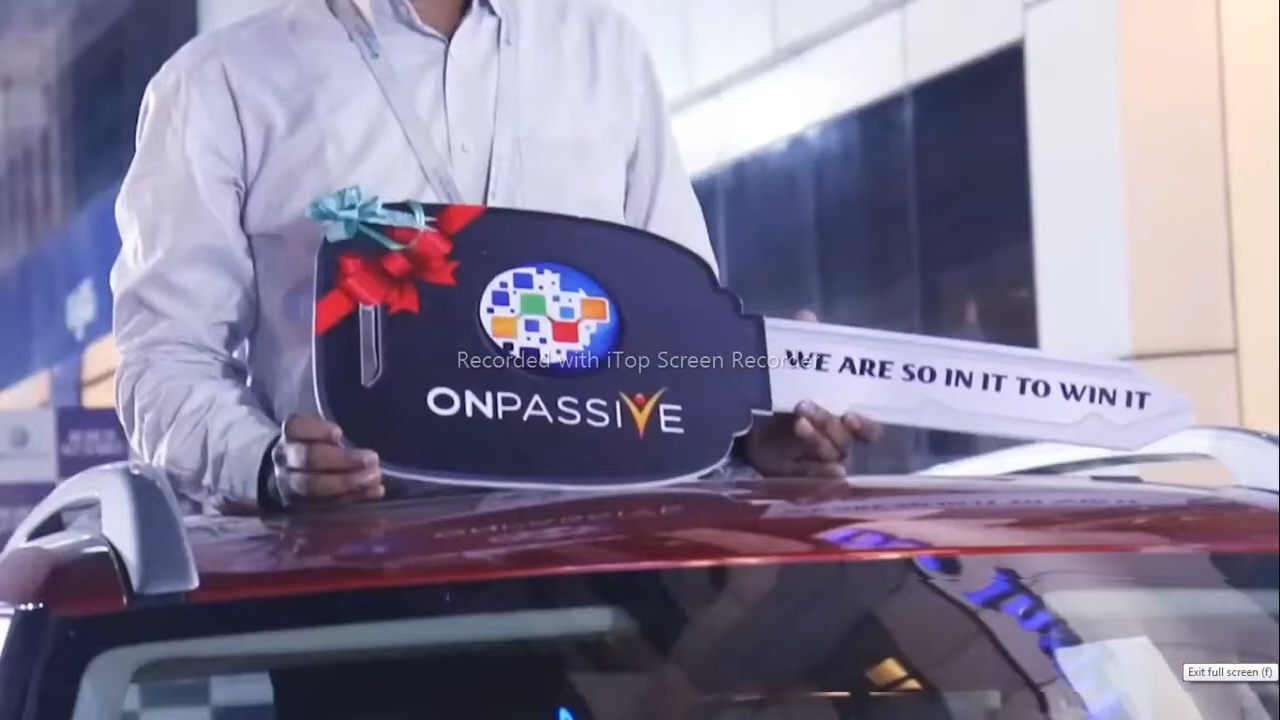 Recorded with iTop Screen Recorder
WE ARE SO IN IT TO WIN IT
ONPASSIVE
Exit full screen (f)